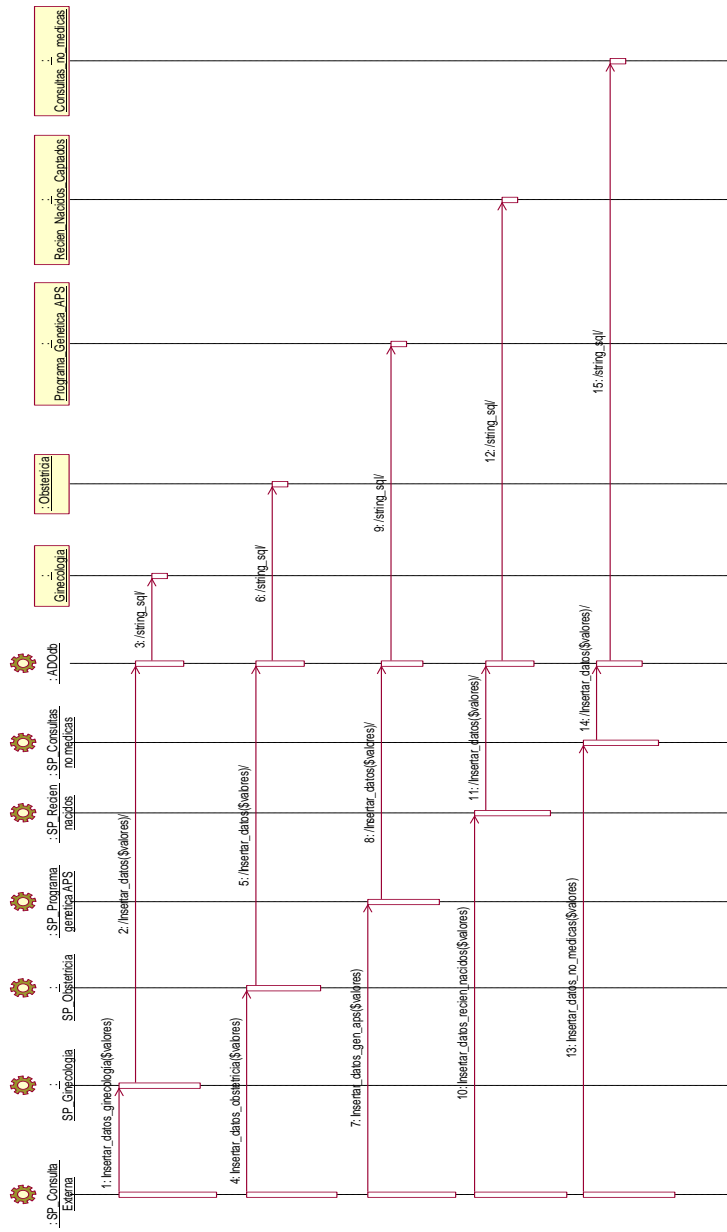 : SP_Consulta
Externa
: 
SP_Ginecologia
: 
SP_Obstetricia
: SP_Programa
genetica APS
: SP_Recien
nacidos
: SP_Consultas
no medicas
: ADOdb
: 
Ginecologia
: Obstetricia
: 
Programa_Genetica_APS
: 
Recien_Nacidos_Captados
: 
Consultas_no_medicas
1: Insertar_datos_ginecologia($valores)
2: /Insertar_datos($valores)/
3: /string_sql/
4: Insertar_datos_obstetricia($valores)
5: /Insertar_datos($valores)/
6: /string_sql/
7: Insertar_datos_gen_aps($valores)
8: /Insertar_datos($valores)/
9: /string_sql/
10: Insertar_datos_recien_nacidos($valores)
11: /Insertar_datos($valores)/
12: /string_sql/
13: Insertar_datos_no_medicas($valores)
14: /Insertar_datos($valores)/
15: /string_sql/